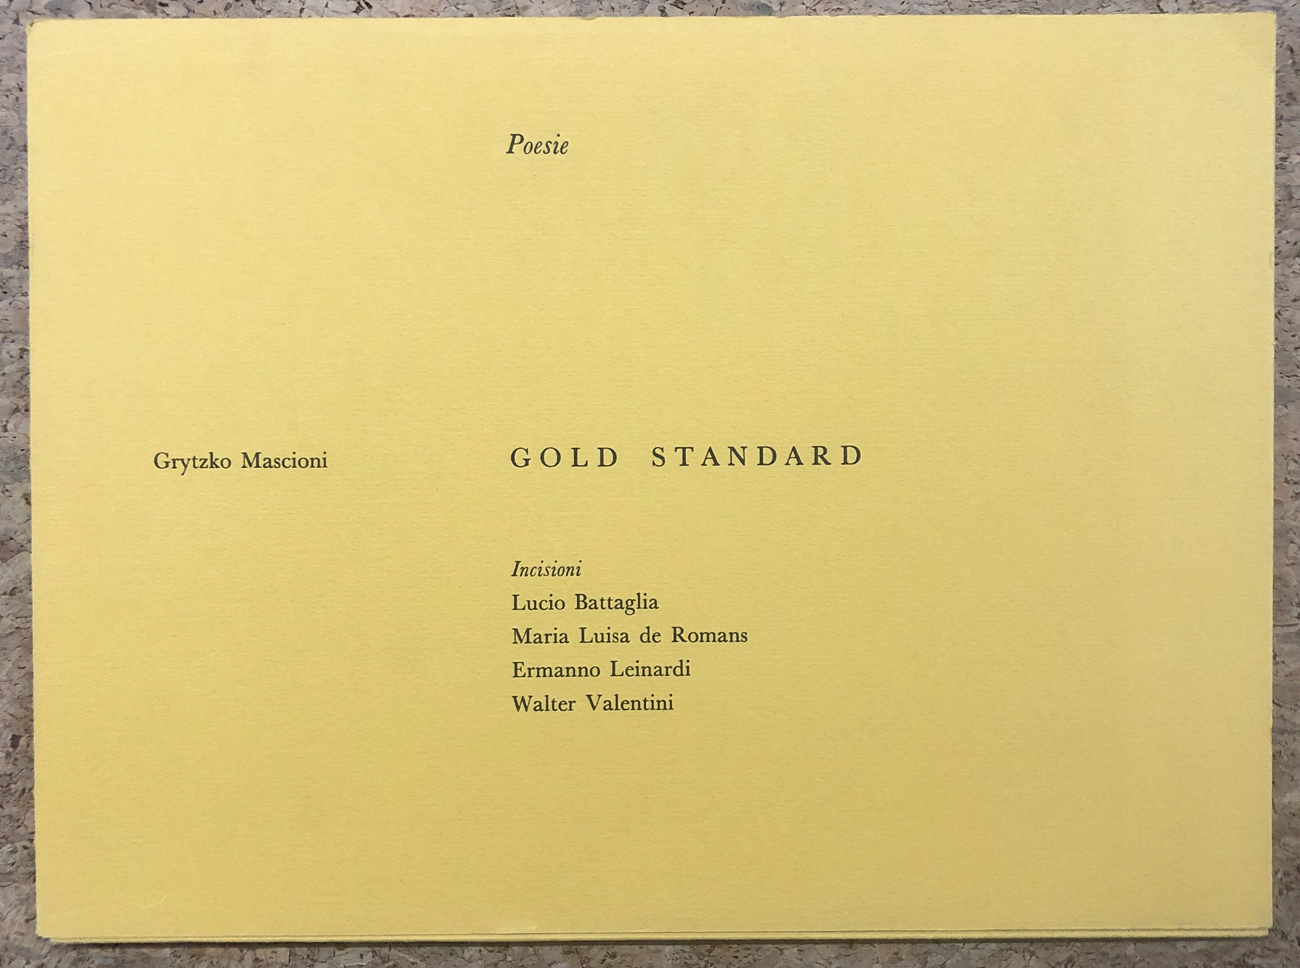 Poesie
Grytzko Mascioni
GOLD STANDARD
Incisioni
Lucio Battaglia
Maria Luisa de Romans
Ermanno Leinardi
Walter Valentini